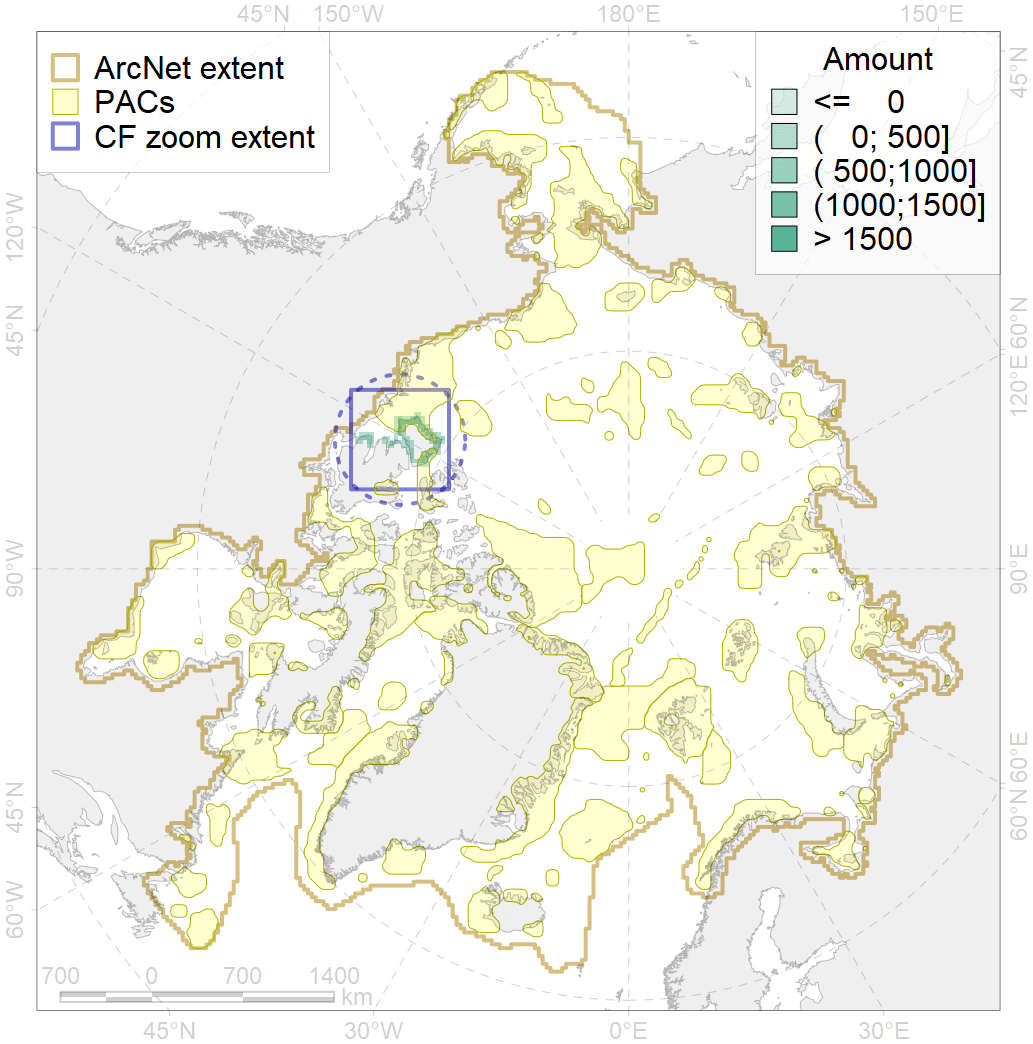 45°N 150°W 180°E 150°E
ArcNet extent
PACs
CF zoom extent
Amount
<= 0
( 0; 500]
( 500;1000]
(1000;1500]
> 1500
45°N
120°W
60°N
45°N
120°E
90°W
90°E
60°E
45°N
60°N
60°W
700 0 700 1400
km
45°N 30°W 0°E 30°E